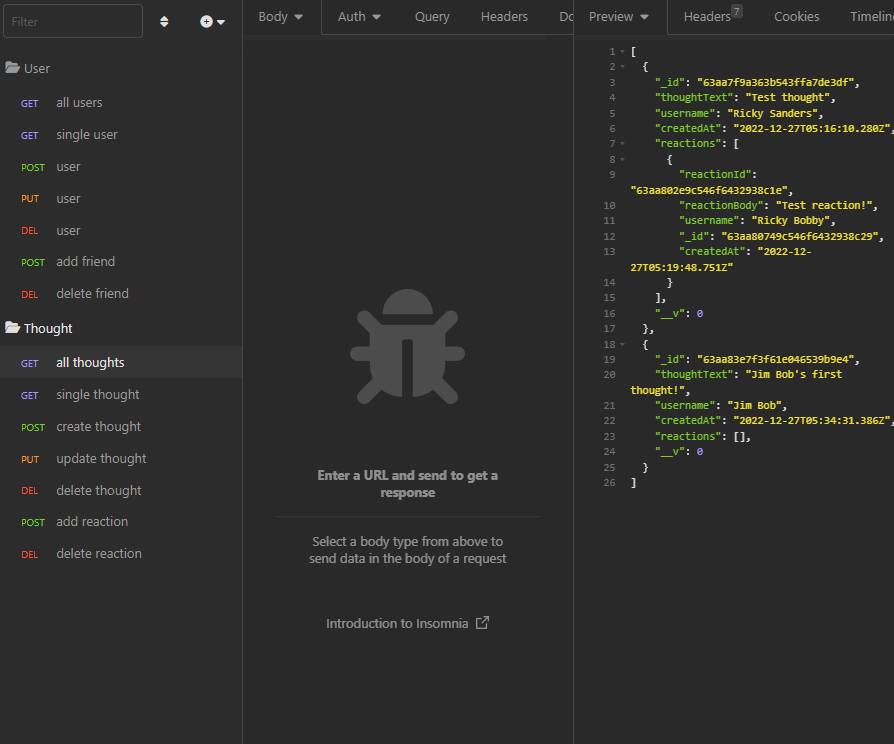 Filter
User
GET all users
GET single user
POST user
PUT user
DEL user
POST add friend
DEL delete friend
Thought
GET all thoughts
GET single thought
POST create thought
PUT update thought
DEL delete thought
POST add reaction
DEL delete reaction
Body Auth Query Headers Do
Enter a URL and send to get a
response
Select a body type from above to
send data in the body of a request
Introduction to Insomnia
Preview Headers 7 Cookies Timelin
1 [
2 {
3 "_id": "63aa7f9a363b543ffa7de3df",
4 "thoughtText": "Test thought",
5 "username": "Ricky Sanders",
6 "createdAt": "2022-12-27T05:16:10.280Z",
7 "reactions": [
8 {
9 "reactionId":
"63aa802e9c546f6432938c1e",
10 "reactionBody": "Test reaction!",
11 "username": "Ricky Bobby",
12 "_id": "63aa80749c546f6432938c29",
13 "createdAt": "2022-12-
27T05:19:48.751Z"
14 }
15 ],
16 "__v": 0
17 },
18 {
19 "_id": "63aa83e7f3f61e046539b9e4",
20 "thoughtText": "Jim Bob's first
thought!",
21 "username": "Jim Bob",
22 "createdAt": "2022-12-27T05:34:31.386Z",
23 "reactions": [],
24 "__v": 0
25 }
26 ]